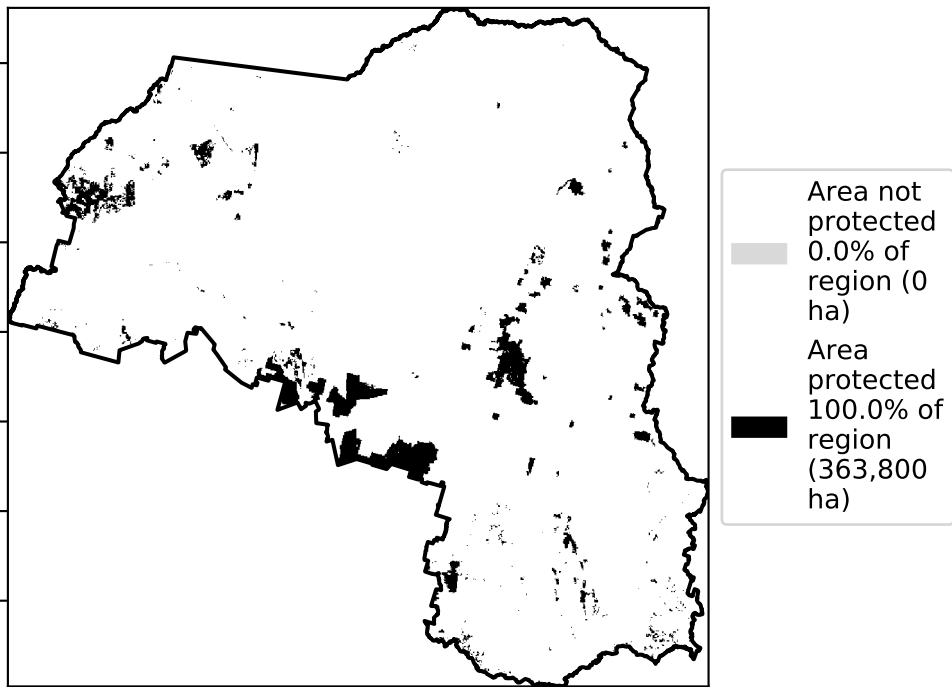 Area not
protected
0.0% of
region (0
ha)
Area
protected
100.0% of
region
(363,800
ha)